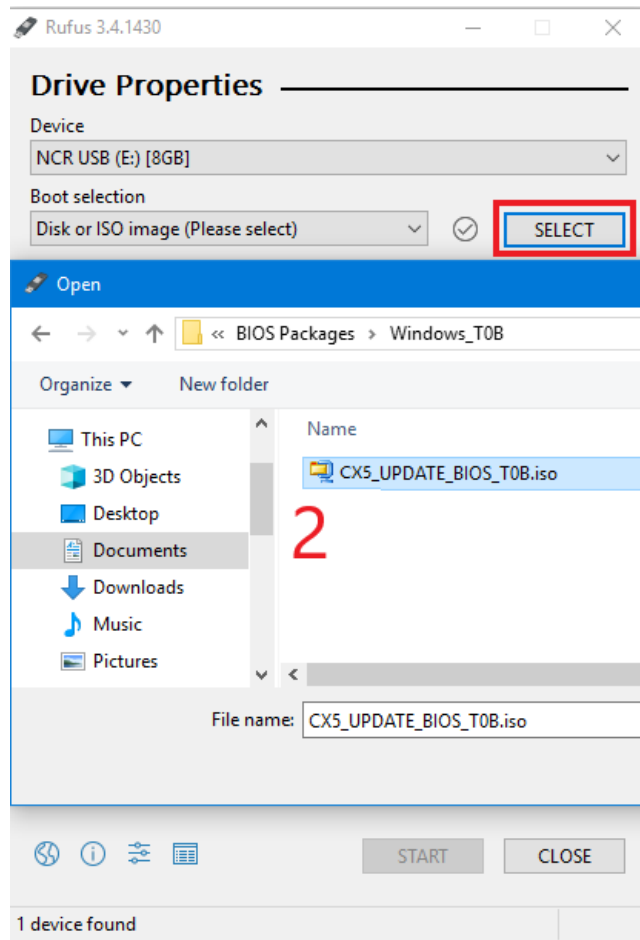 Rufus 3.4.1430
Drive Properties
Device
NCR USB (E:) [8GB]
Boot selection
Disk or ISO image (Please select)
SELECT
Open
« BIOS Packages › Windows_T0B
Organize
New folder
This PC
3D Objects
Desktop
Documents
Downloads
Music
Pictures
Name
CX5_UPDATE_BIOS_T0B.iso
2
File name: CX5_UPDATE_BIOS_T0B.iso
START
CLOSE
1 device found